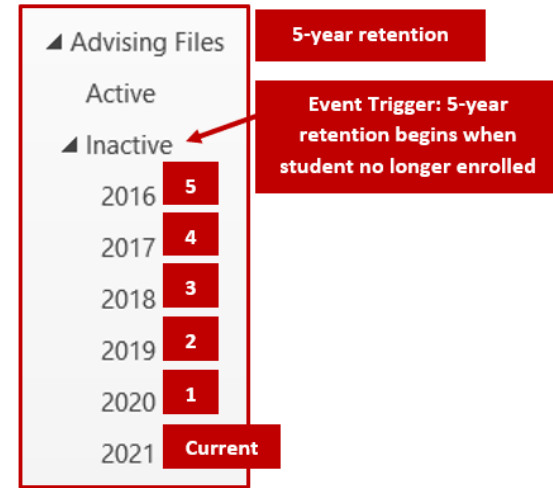 Advising Files
5-year retention
Active
Event Trigger: 5-year
retention begins when
student no longer enrolled
Inactive
2016 5
2017 4
2018 3
2019 2
2020 1
2021 Current